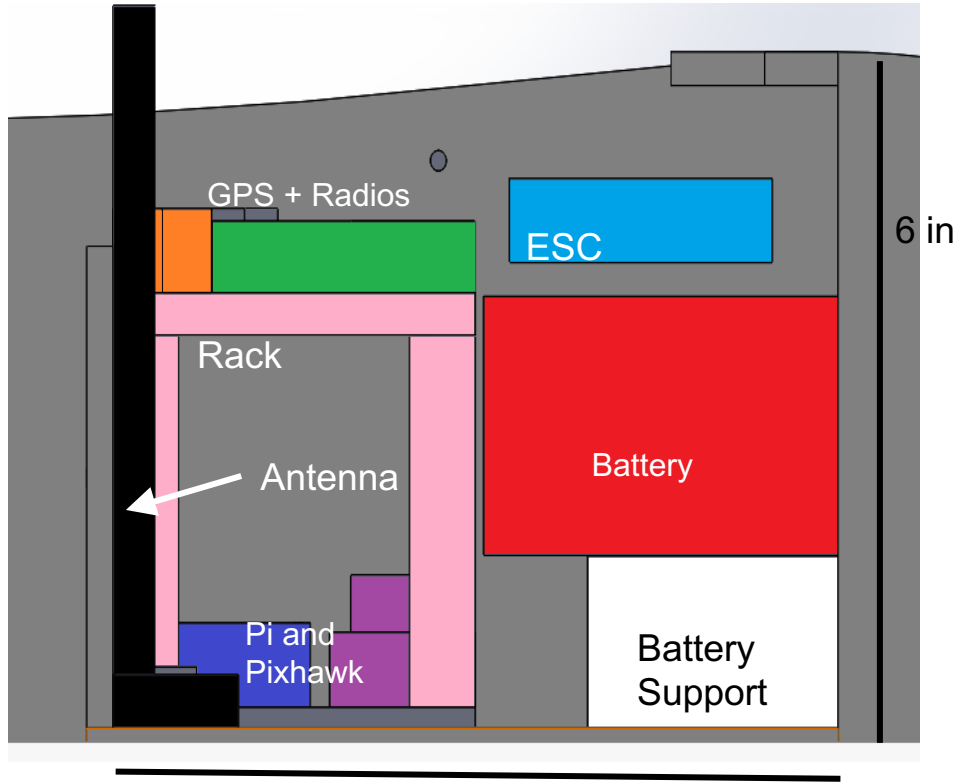 GPS + Radios
ESC
6 in
Rack
Battery
Antenna
Pi and
Pixhawk
Battery
Support